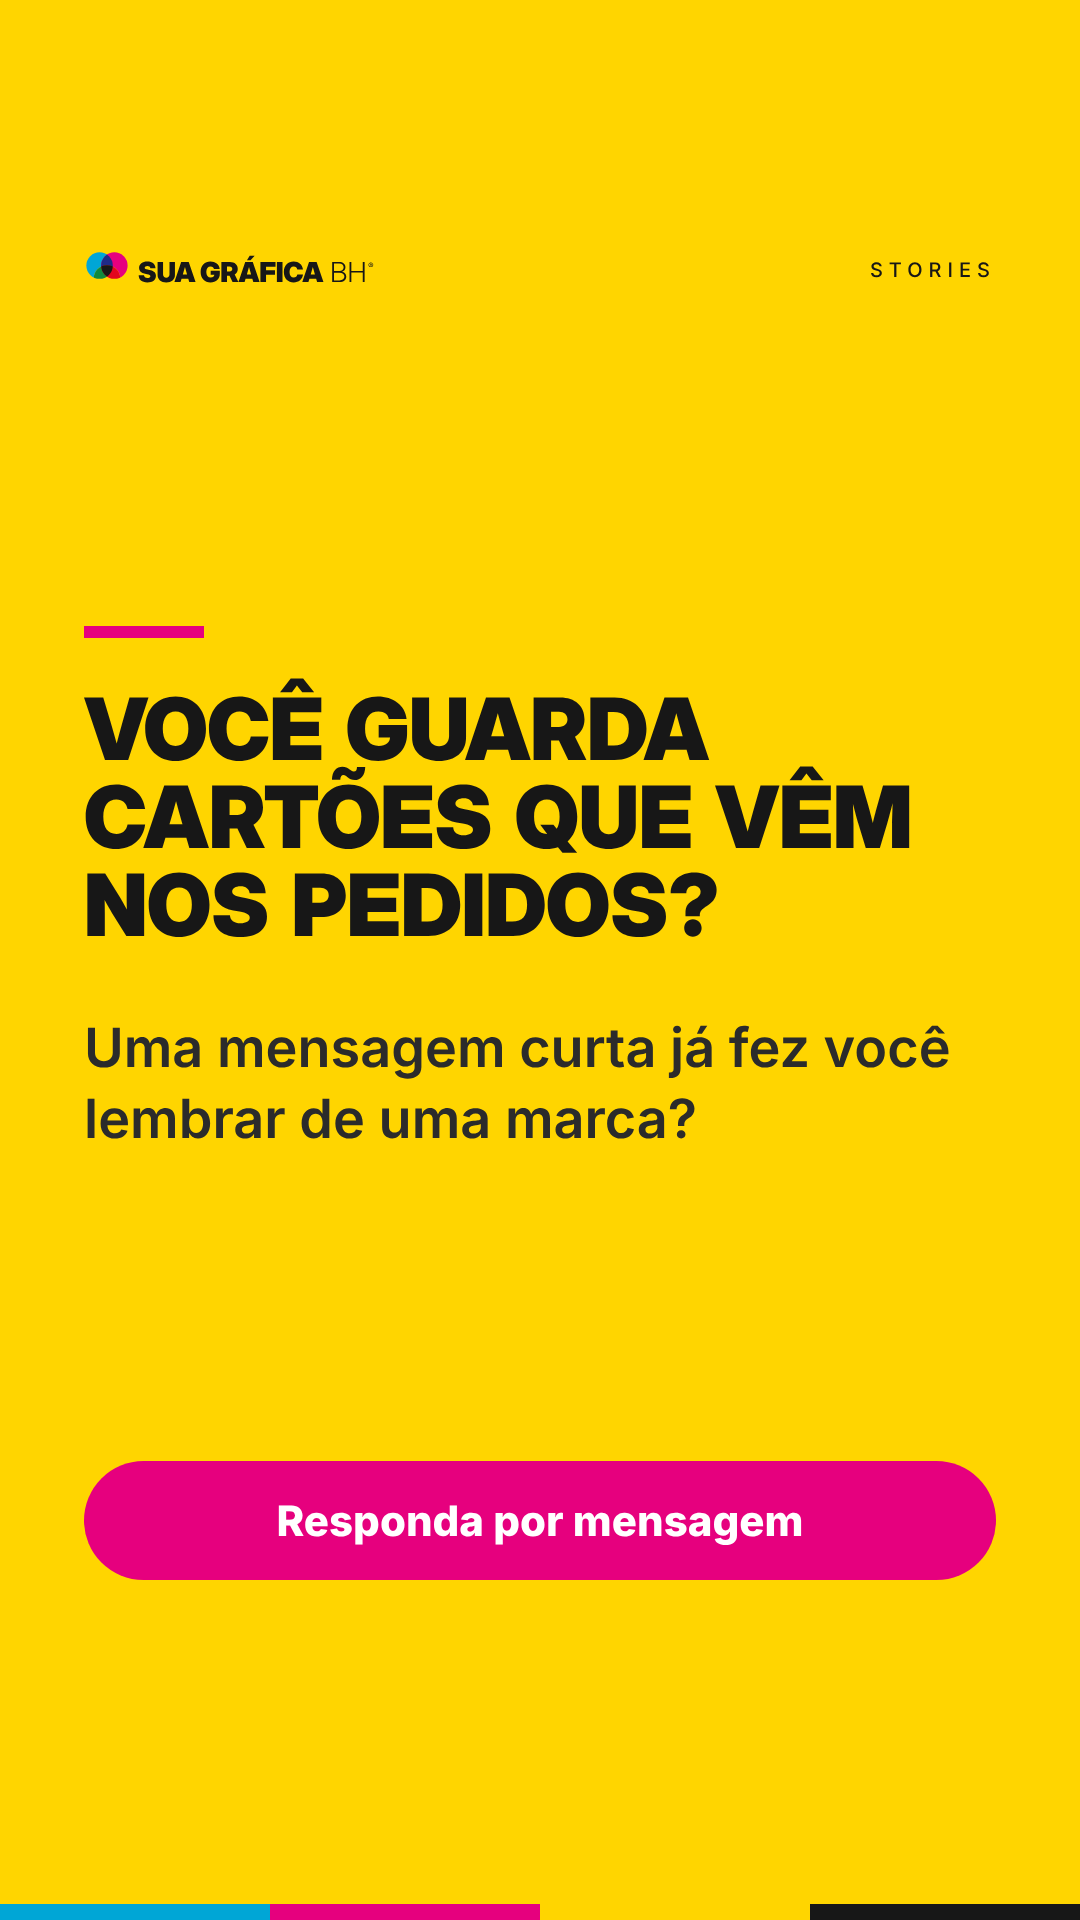 SUA GRÁFICA BH®
STORIES
VOCÊ GUARDA
CARTÕES QUE VÊM
NOS PEDIDOS?
Uma mensagem curta já fez você
lembrar de uma marca?
Responda por mensagem